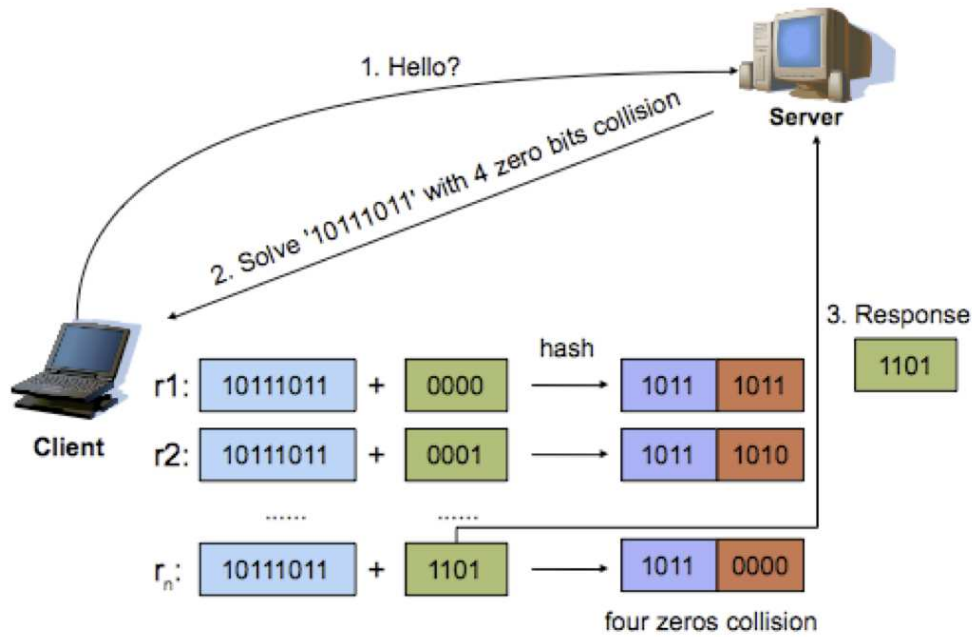 1. Hello?
Server
2. Solve '10111011' with 4 zero bits collision
3. Response
1101
Client
hash
r1: 10111011 + 0000 1011 1011
r2: 10111011 + 0001 1011 1010
...... ......
rn: 10111011 + 1101 1011 0000
four zeros collision